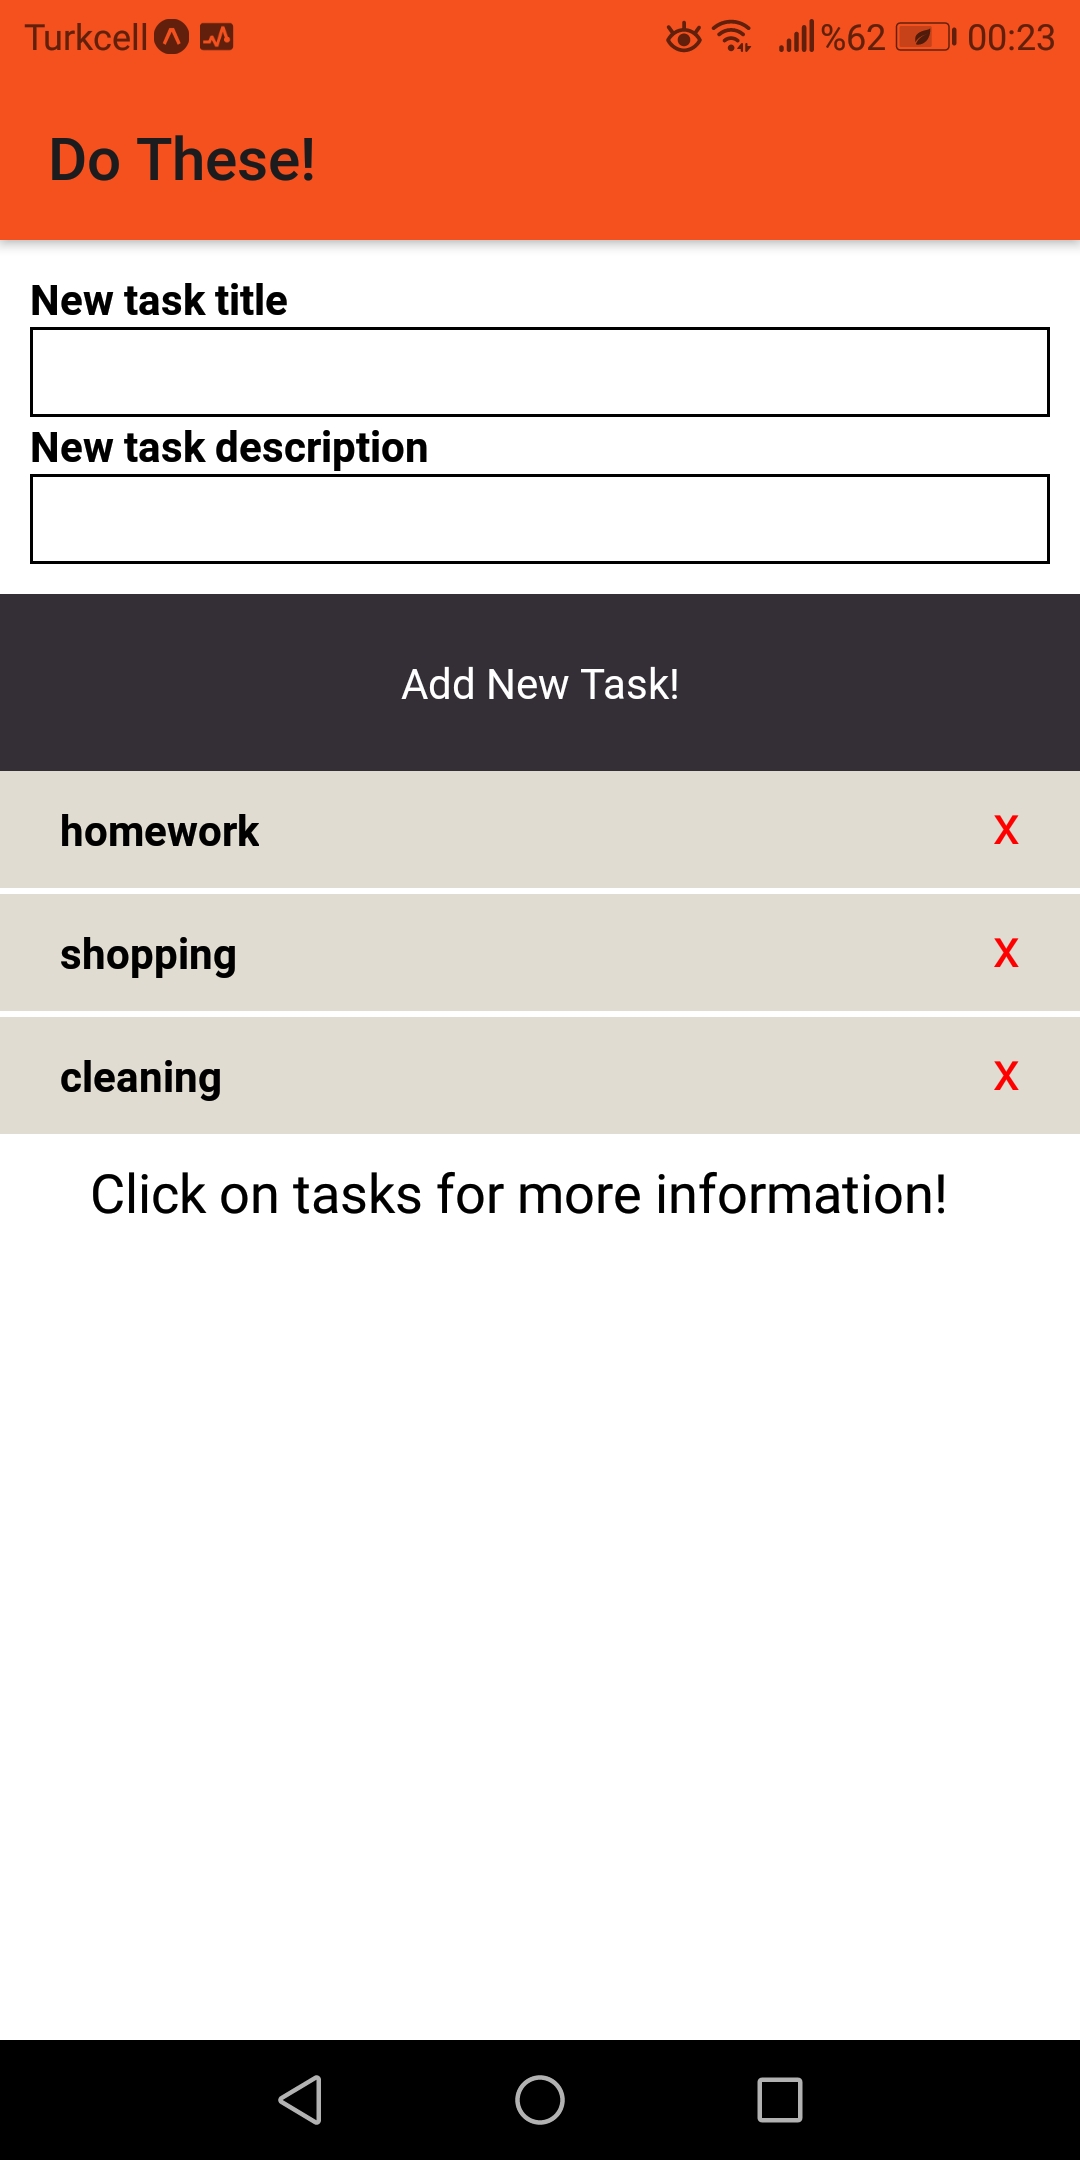 Turkcell %62 00:23
Do These!
New task title
New task description
Add New Task!
homework X
shopping X
cleaning X
Click on tasks for more information!